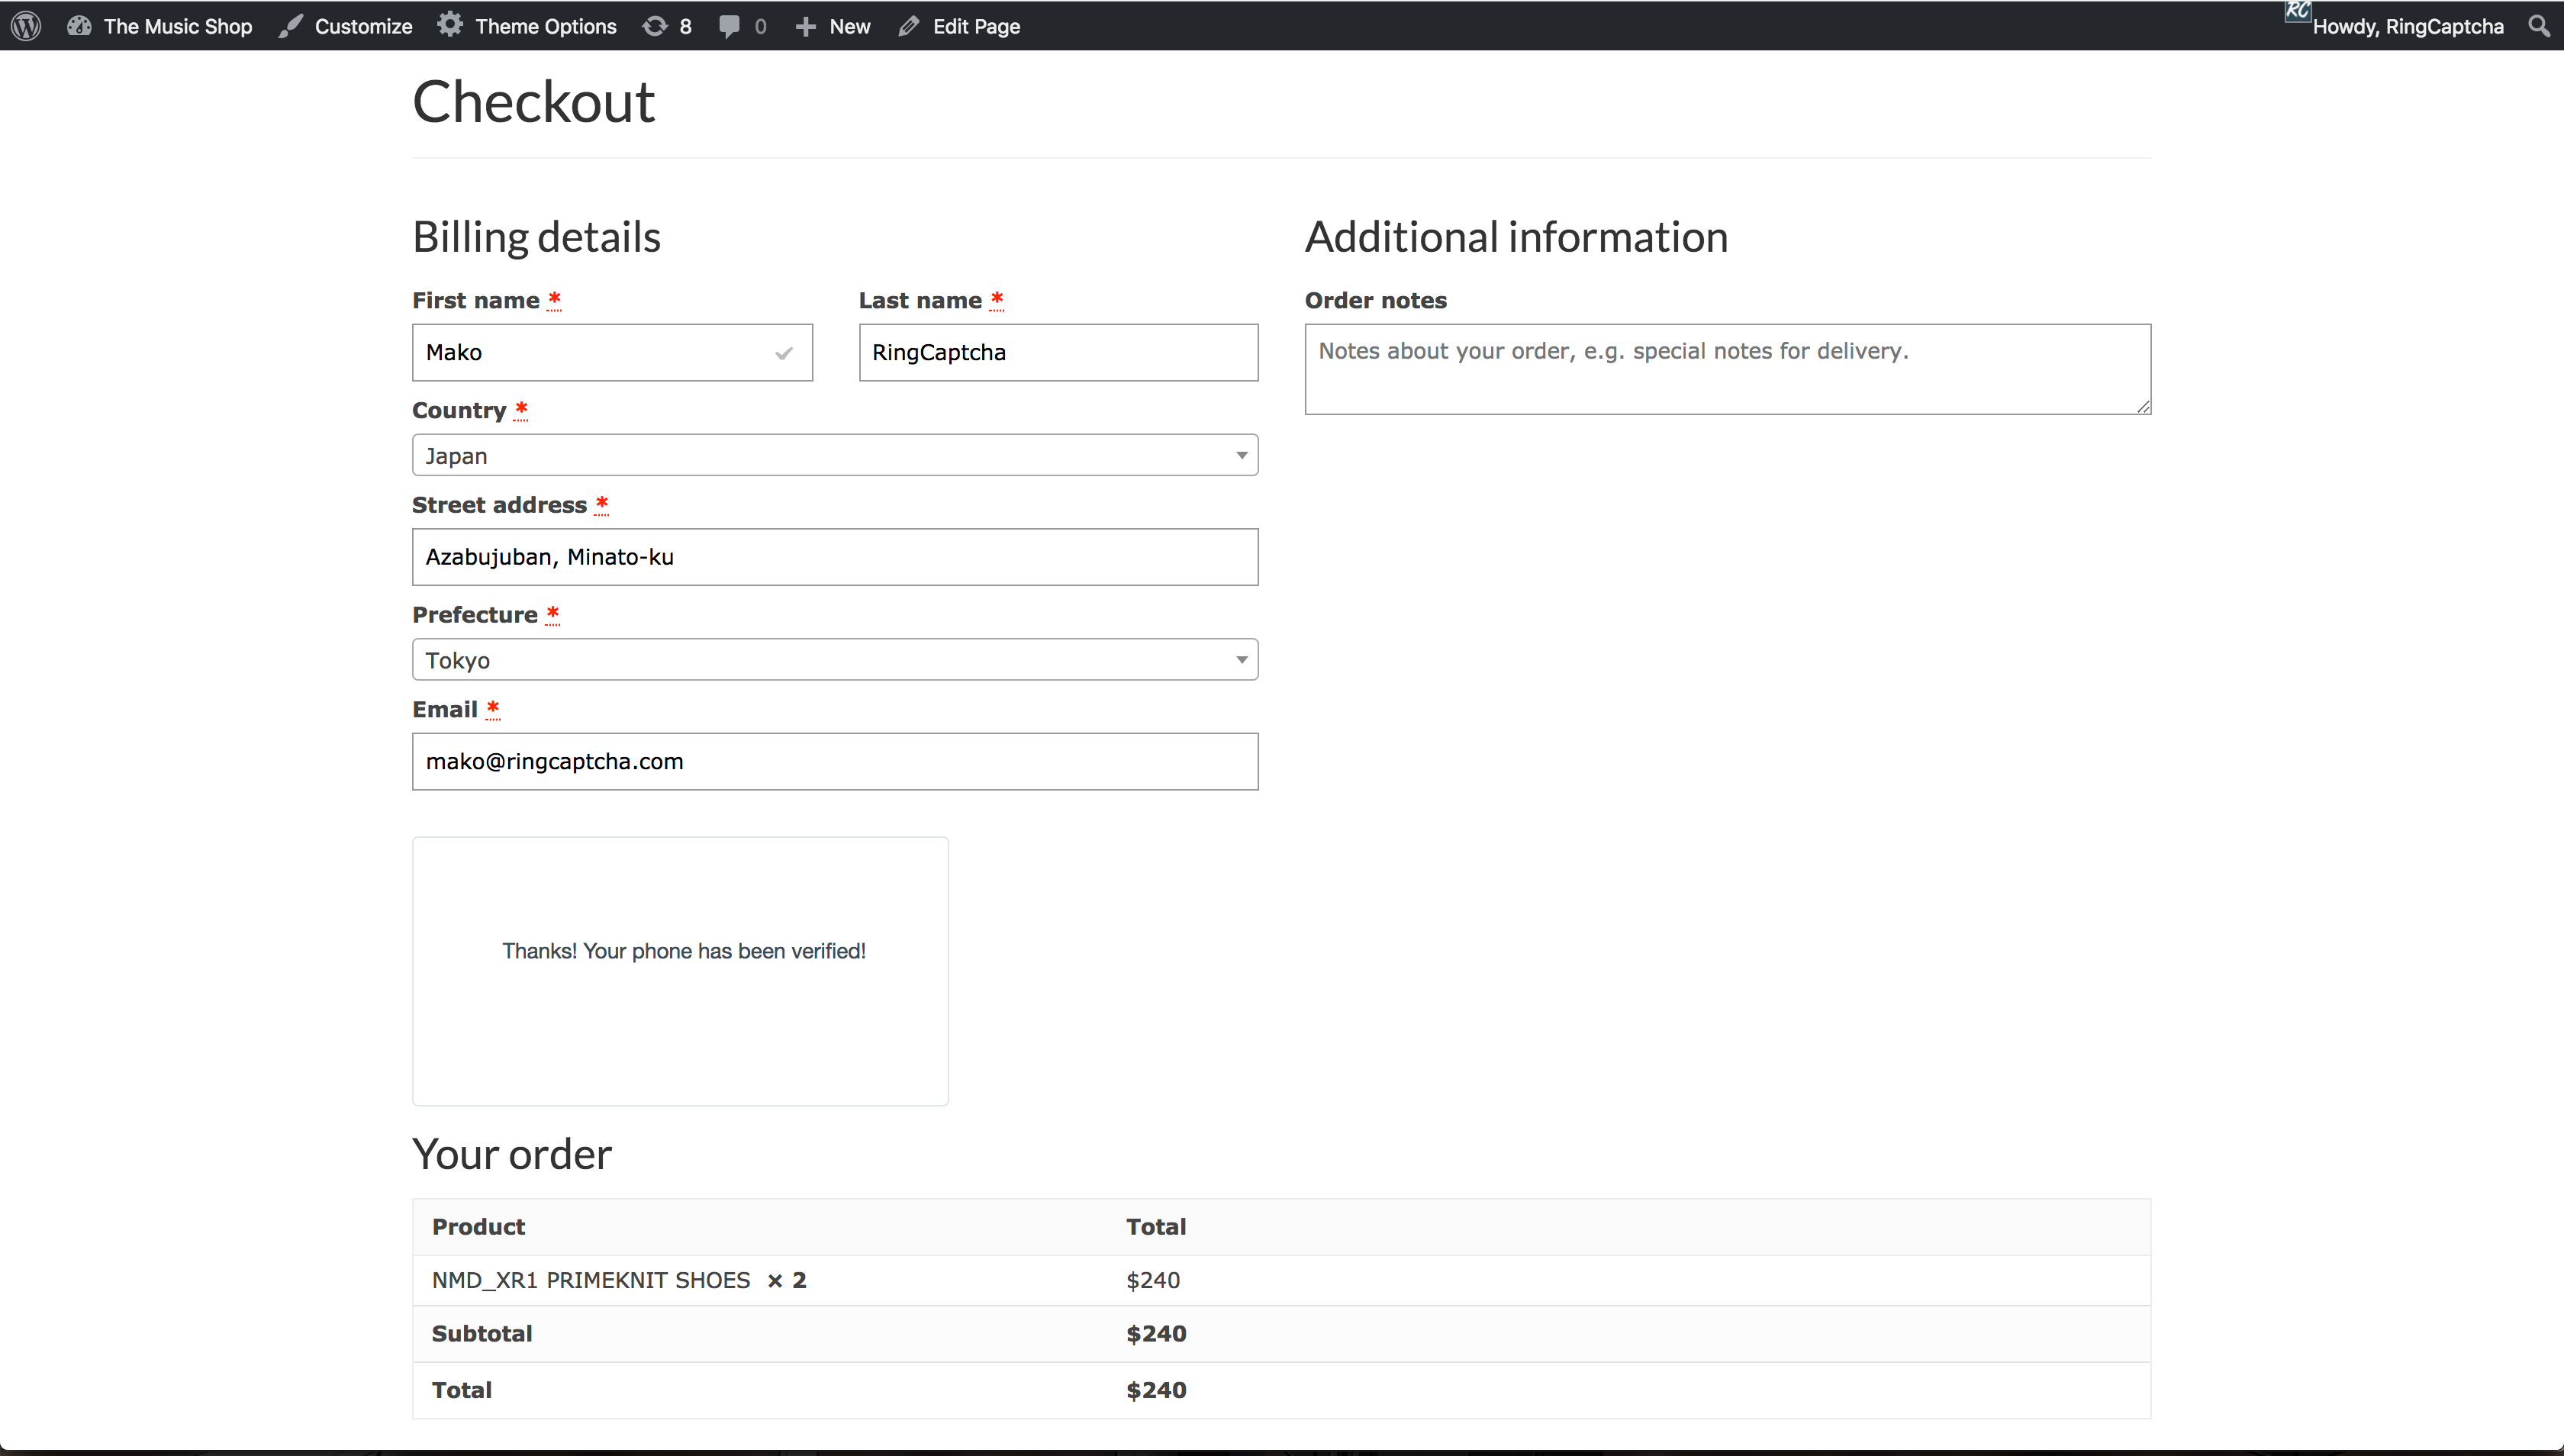 The Music Shop Customize Theme Options 8 0 New Edit Page RC Howdy, RingCaptcha
Checkout
Billing details
First name * Last name *
Mako RingCaptcha
Country *
Japan
Street address *
Azabujuban, Minato-ku
Prefecture *
Tokyo
Email *
mako@ringcaptcha.com
Additional information
Order notes
Notes about your order, e.g. special notes for delivery.
Thanks! Your phone has been verified!
Your order
Product Total
NMD_XR1 PRIMEKNIT SHOES × 2 $240
Subtotal $240
Total $240